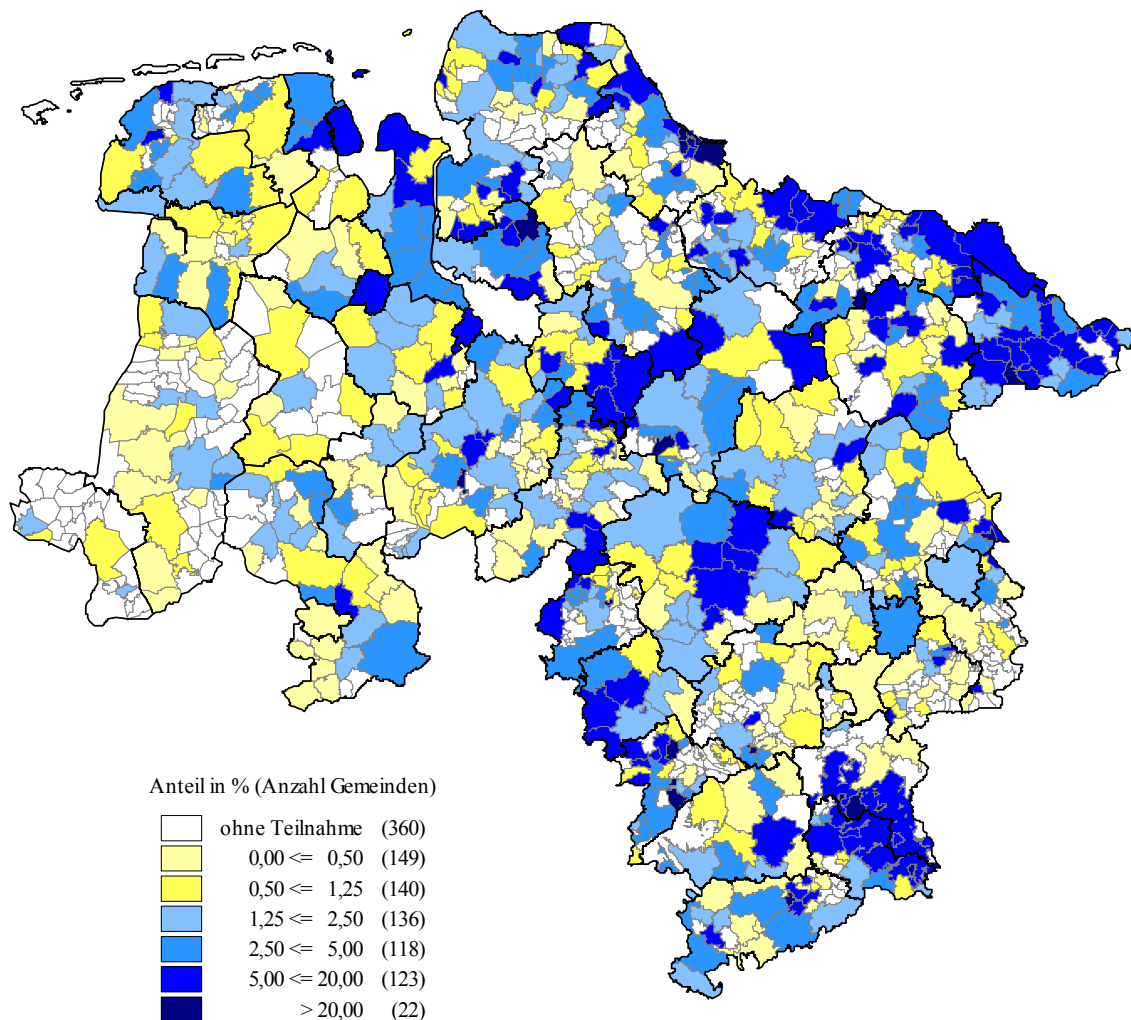 Anteil in % (Anzahl Gemeinden)
ohne Teilnahme (360)
0,00 <= 0,50 (149)
0,50 <= 1,25 (140)
1,25 <= 2,50 (136)
2,50 <= 5,00 (118)
5,00 <= 20,00 (123)
> 20,00 (22)